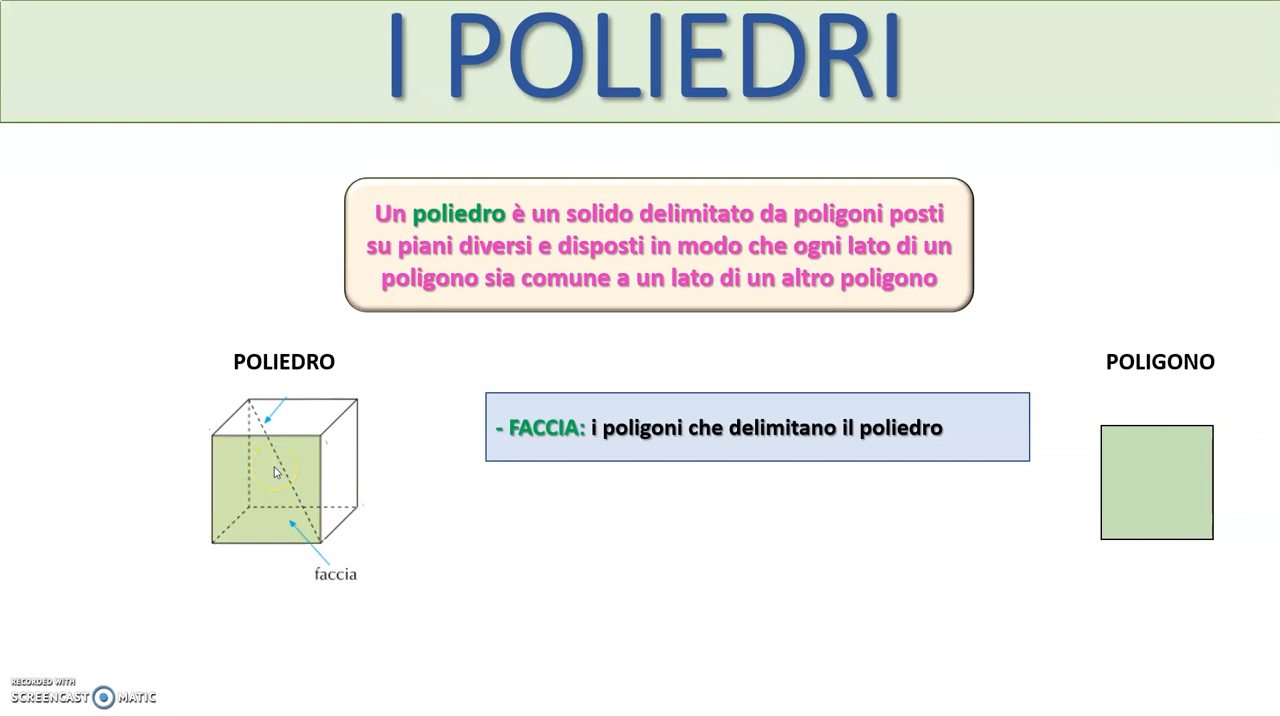 I POLIEDRI
Un poliedro è un solido delimitato da poligoni posti
su piani diversi e disposti in modo che ogni lato di un
poligono sia comune a un lato di un altro poligono
POLIEDRO
POLIGONO
- FACCIA: i poligoni che delimitano il poliedro
faccia
RECORDED WITH
SCREENCAST MATIC